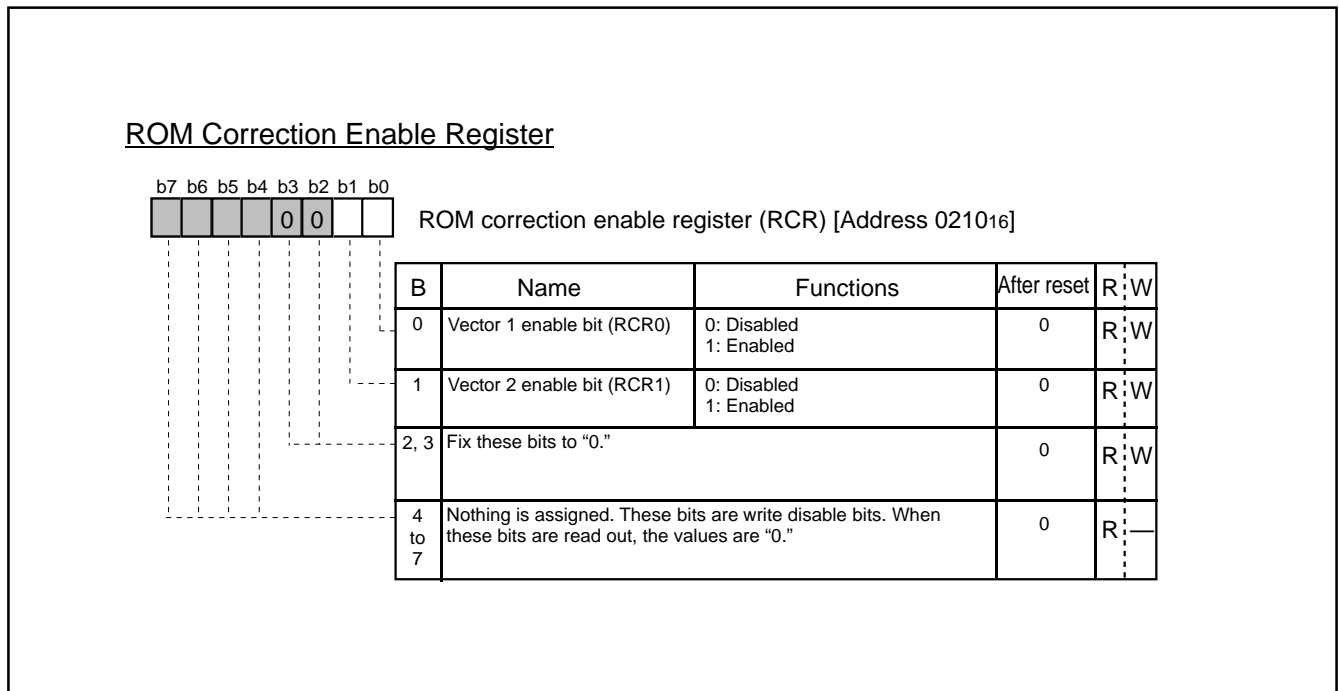 ROM Correction Enable Register
b7 b6 b5 b4 b3 b2 b1 b0
0 0
ROM correction enable register (RCR) [Address 021016]
B Name Functions After reset R W
0 Vector 1 enable bit (RCR0) 0: Disabled 0 R W
1: Enabled
1 Vector 2 enable bit (RCR1) 0: Disabled 0 R W
1: Enabled
2, 3 Fix these bits to “0.” 0 R W
4 Nothing is assigned. These bits are write disable bits. When 0 R —
to these bits are read out, the values are “0.”
7